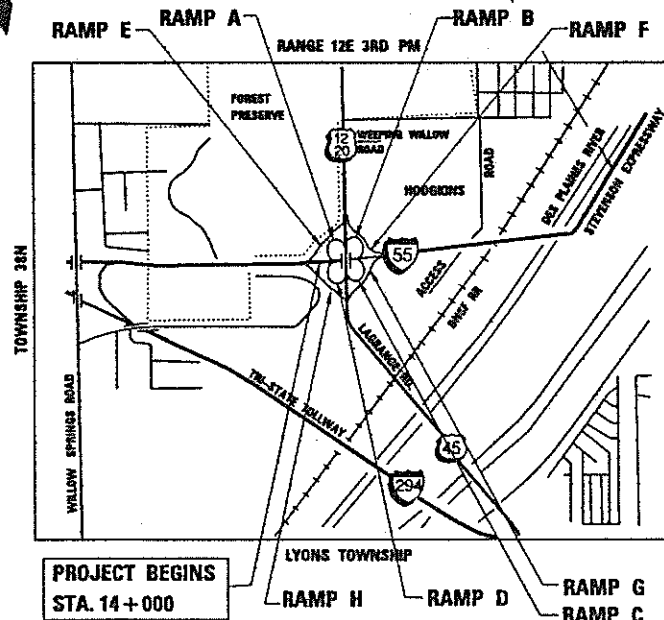 RAMP E
RAMP A
RAMP B
RAMP F
RANGE 12E 3RD PM
FOREST
PRESERVE
12
20
WEEPING WILLOW
ROAD
HODGKINS
ROAD
DES PLAINES RIVER
STEVENSON EXPRESSWAY
55
ACCESS
BNSF RR
TOWNSHIP 38N
LAGRANGE RD.
TRI-STATE TOLLWAY
WILLOW SPRINGS ROAD
45
294
LYONS TOWNSHIP
PROJECT BEGINS
STA. 14+000
RAMP H
RAMP D
RAMP G
RAMP C